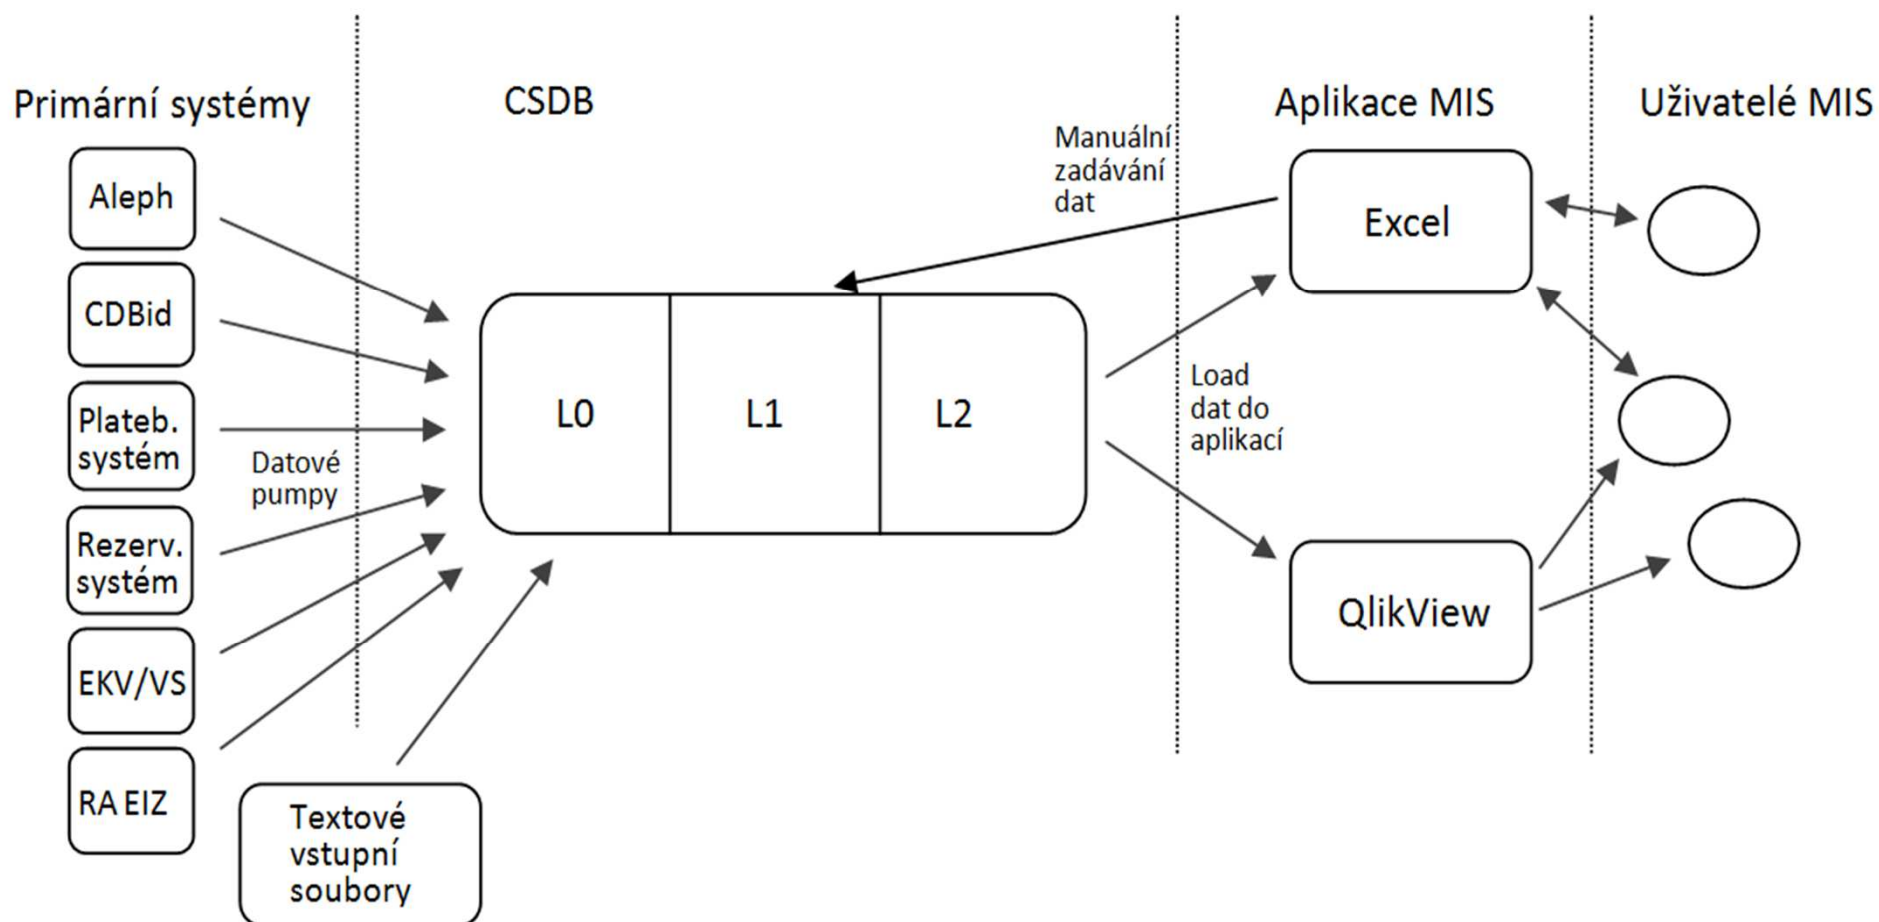 Primární systémy
CSDB
Aplikace MIS
Uživatelé MIS
Aleph
CDBid
Plateb.
systém
Rezerv.
systém
EKV/VS
RA EIZ
Datové
pumpy
Textové
vstupní
soubory
L0
L1
L2
Manuální
zadávání
dat
Load
dat do
aplikací
Excel
QlikView